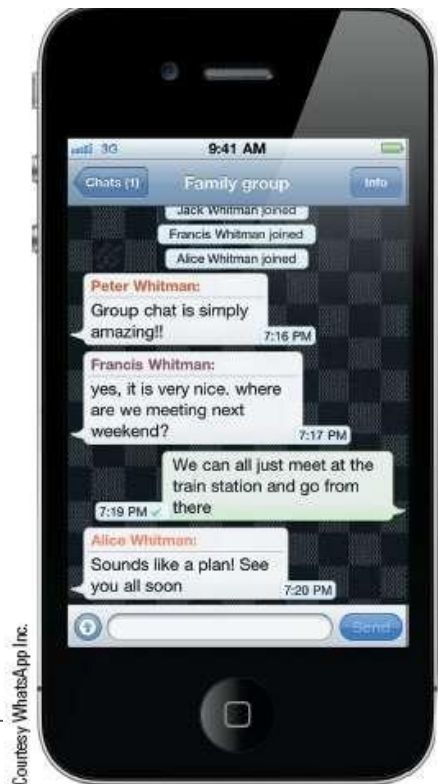 3G 9:41 AM
Chats (1) Family group Info
Jack Whitman joined
Francis Whitman joined
Alice Whitman joined
Peter Whitman:
Group chat is simply
amazing!!
7:16 PM
Francis Whitman:
yes, it is very nice. where
are we meeting next
weekend?
7:17 PM
We can all just meet at the
train station and go from
there
7:19 PM ✓
Alice Whitman:
Sounds like a plan! See
you all soon
7:20 PM
Send
Courtesy WhatsApp Inc.